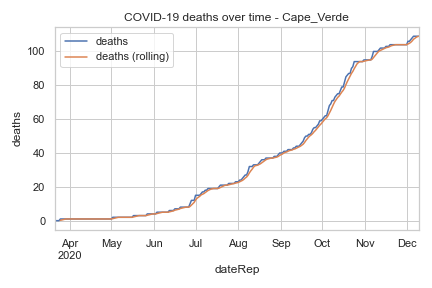 COVID-19 deaths over time - Cape_Verde
deaths
deaths (rolling)
100
80
60
40
20
0
deaths
Apr May Jun Jul Aug Sep Oct Nov Dec
2020
dateRep